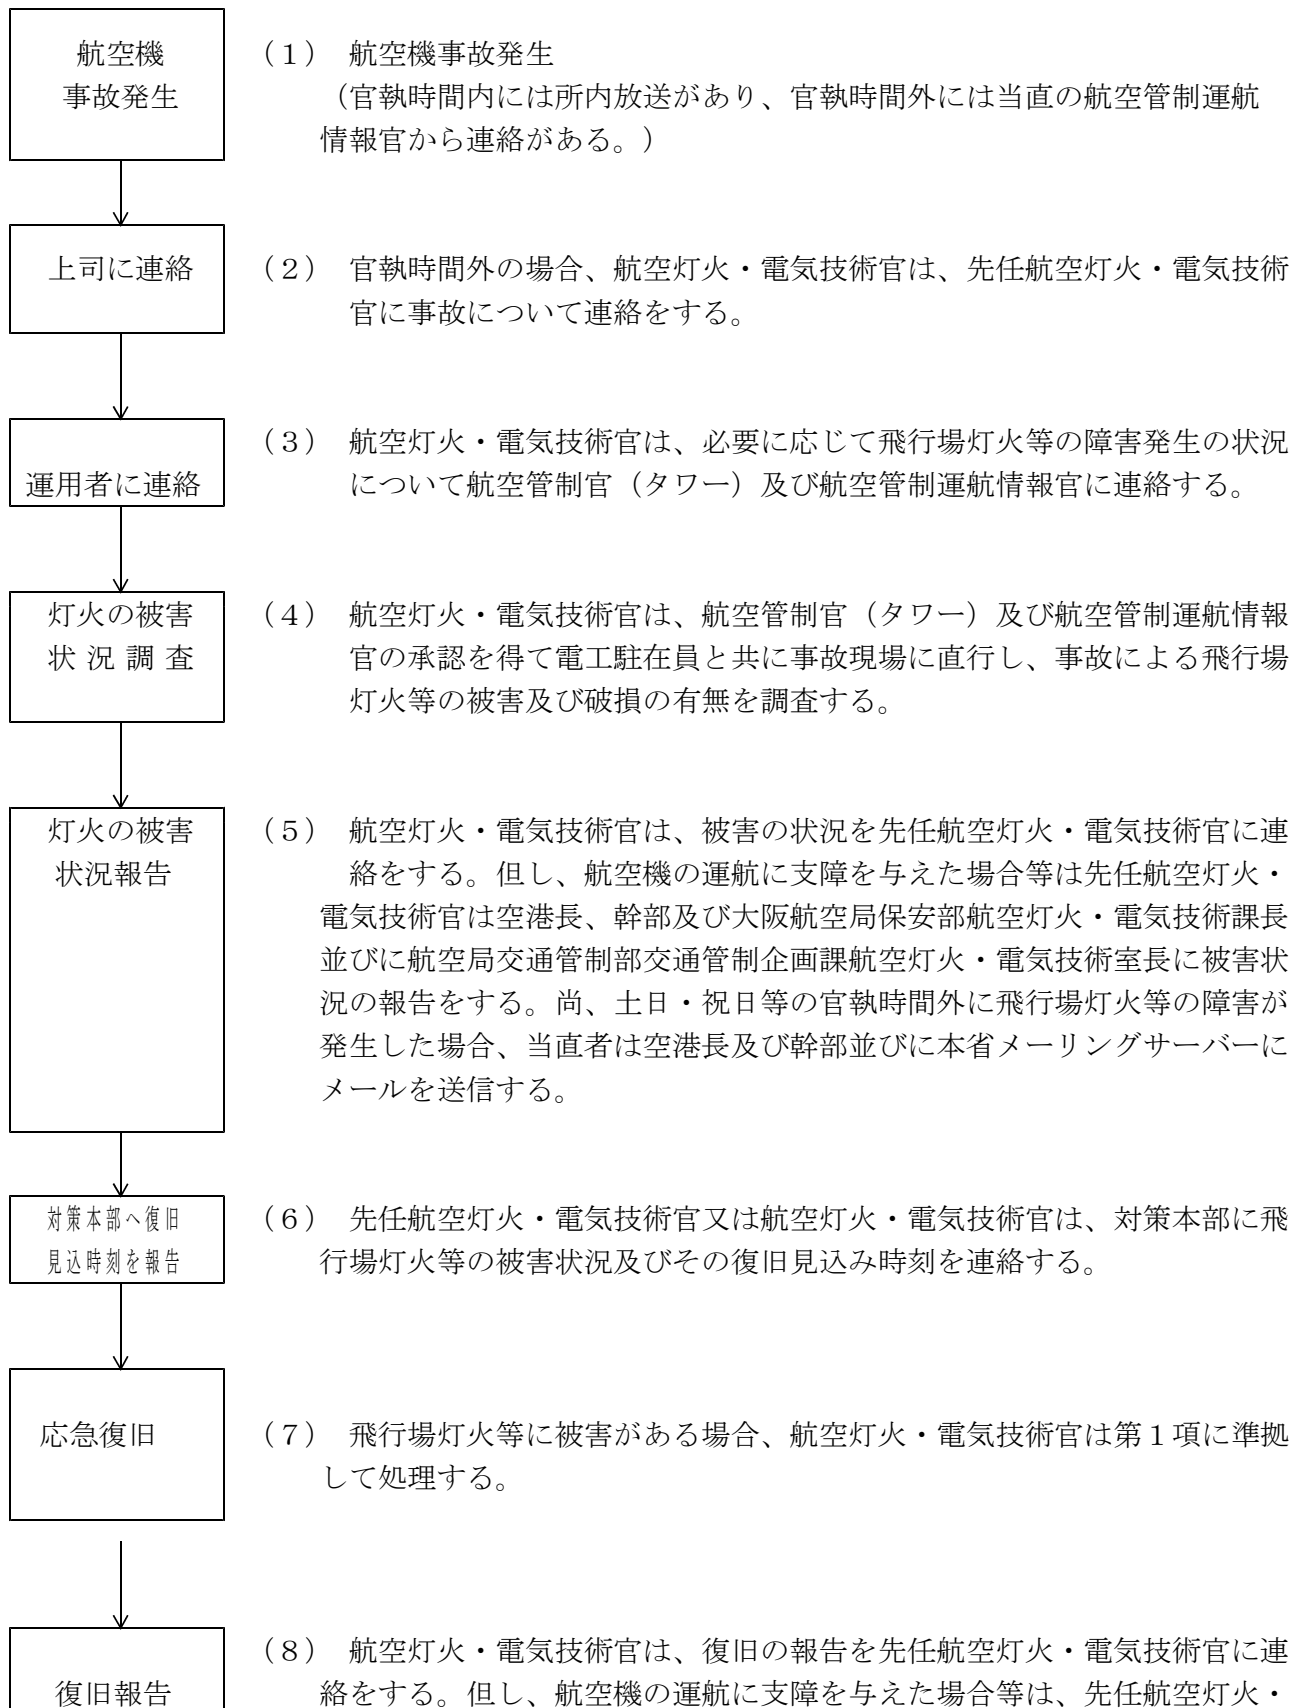 航空機
事故発生
（１） 航空機事故発生
（官執時間内には所内放送があり、官執時間外には当直の航空管制運航
情報官から連絡がある。）
上司に連絡
（２） 官執時間外の場合、航空灯火・電気技術官は、先任航空灯火・電気技術
官に事故について連絡をする。
運用者に連絡
（３） 航空灯火・電気技術官は、必要に応じて飛行場灯火等の障害発生の状況
について航空管制官（タワー）及び航空管制運航情報官に連絡する。
灯火の被害
状 況 調 査
（４） 航空灯火・電気技術官は、航空管制官（タワー）及び航空管制運航情報
官の承認を得て電工駐在員と共に事故現場に直行し、事故による飛行場
灯火等の被害及び破損の有無を調査する。
灯火の被害
状況報告
（５） 航空灯火・電気技術官は、被害の状況を先任航空灯火・電気技術官に連
絡をする。但し、航空機の運航に支障を与えた場合等は先任航空灯火・
電気技術官は空港長、幹部及び大阪航空局保安部航空灯火・電気技術課長
並びに航空局交通管制部交通管制企画課航空灯火・電気技術室長に被害状
況の報告をする。尚、土日・祝日等の官執時間外に飛行場灯火等の障害が
発生した場合、当直者は空港長及び幹部並びに本省メーリングサーバーに
メールを送信する。
対策本部へ復旧
見込時刻を報告
（６） 先任航空灯火・電気技術官又は航空灯火・電気技術官は、対策本部に飛
行場灯火等の被害状況及びその復旧見込み時刻を連絡する。
応急復旧
（７） 飛行場灯火等に被害がある場合、航空灯火・電気技術官は第１項に準拠
して処理する。
復旧報告
（８） 航空灯火・電気技術官は、復旧の報告を先任航空灯火・電気技術官に連
絡をする。但し、航空機の運航に支障を与えた場合等は、先任航空灯火・